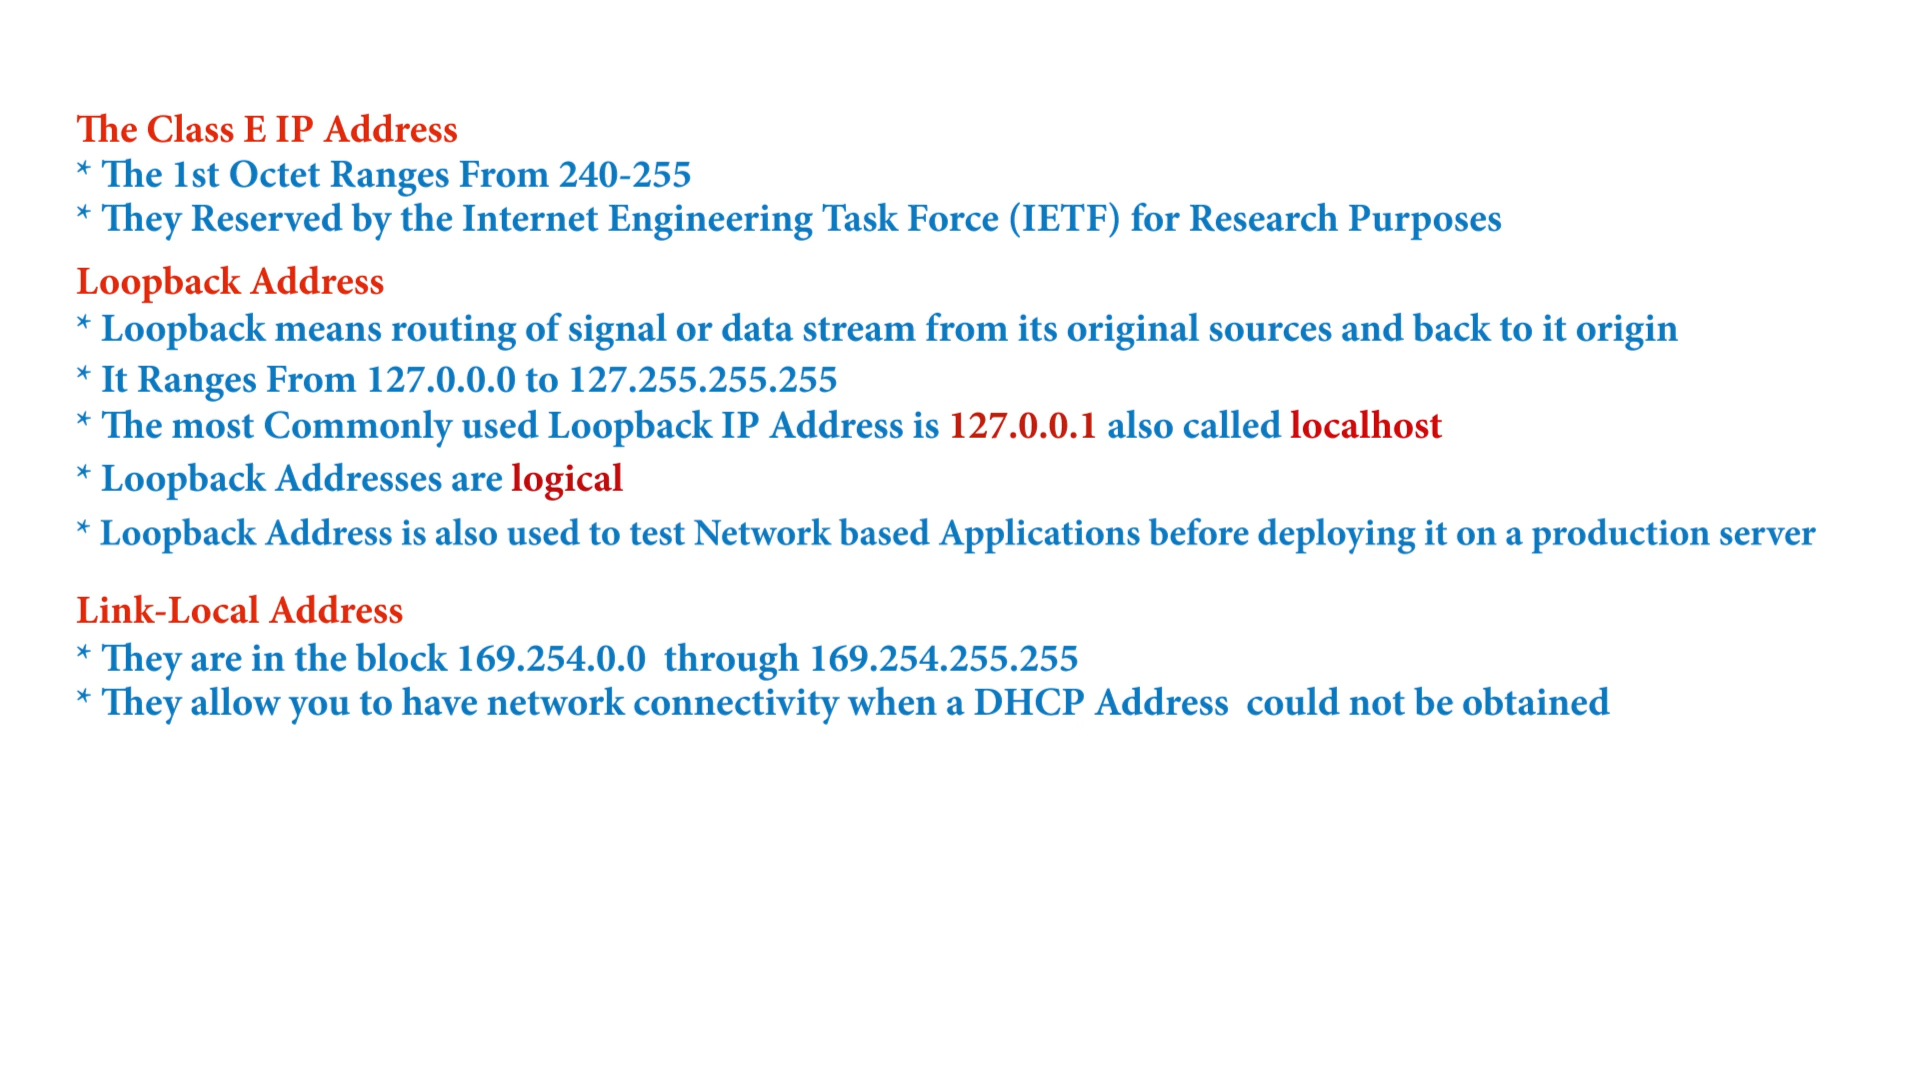 The Class E IP Address
* The 1st Octet Ranges From 240-255
* They Reserved by the Internet Engineering Task Force (IETF) for Research Purposes
Loopback Address
* Loopback means routing of signal or data stream from its original sources and back to it origin
* It Ranges From 127.0.0.0 to 127.255.255.255
* The most Commonly used Loopback IP Address is 127.0.0.1 also called localhost
* Loopback Addresses are logical
* Loopback Address is also used to test Network based Applications before deploying it on a production server
Link-Local Address
* They are in the block 169.254.0.0  through 169.254.255.255
* They allow you to have network connectivity when a DHCP Address  could not be obtained